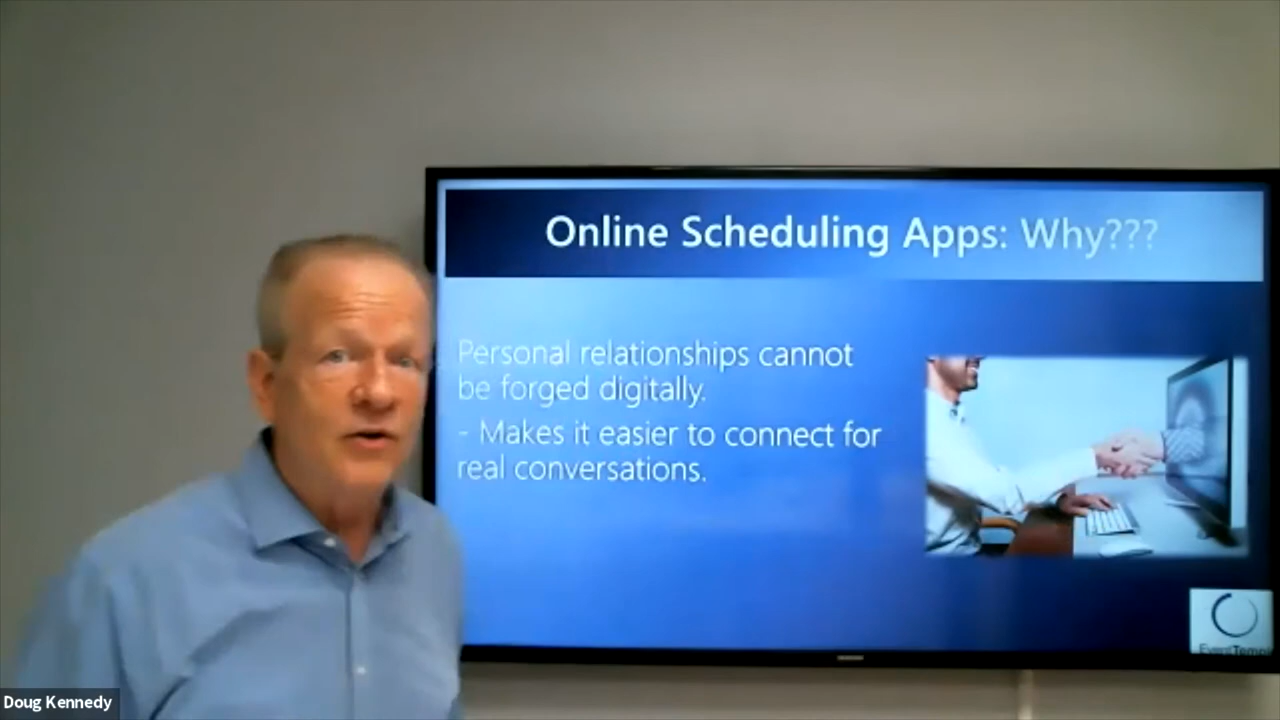 Online Scheduling Apps: Why???
Personal relationships cannot
be forged digitally.
- Makes it easier to connect for
real conversations.
Doug Kennedy